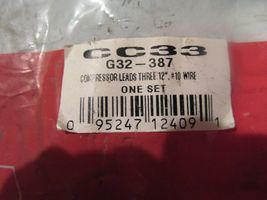 CC33
G32-387
COMPRESSOR LEADS THREE 12", #10 WIRE
ONE SET
0 95247 12409 1